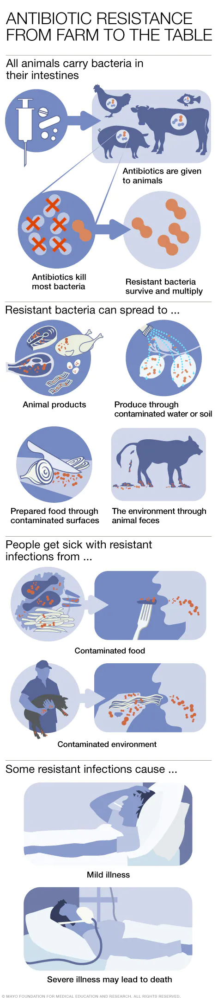 ANTIBIOTIC RESISTANCE
FROM FARM TO THE TABLE
All animals carry bacteria in
their intestines
Antibiotics are given
to animals
Antibiotics kill
most bacteria
Resistant bacteria
survive and multiply
Resistant bacteria can spread to ...
Animal products
Produce through
contaminated water or soil
Prepared food through
contaminated surfaces
The environment through
animal feces
People get sick with resistant
infections from ...
Contaminated food
Contaminated environment
Some resistant infections cause ...
Mild illness
Severe illness may lead to death
© MAYO FOUNDATION FOR MEDICAL EDUCATION AND RESEARCH. ALL RIGHTS RESERVED.